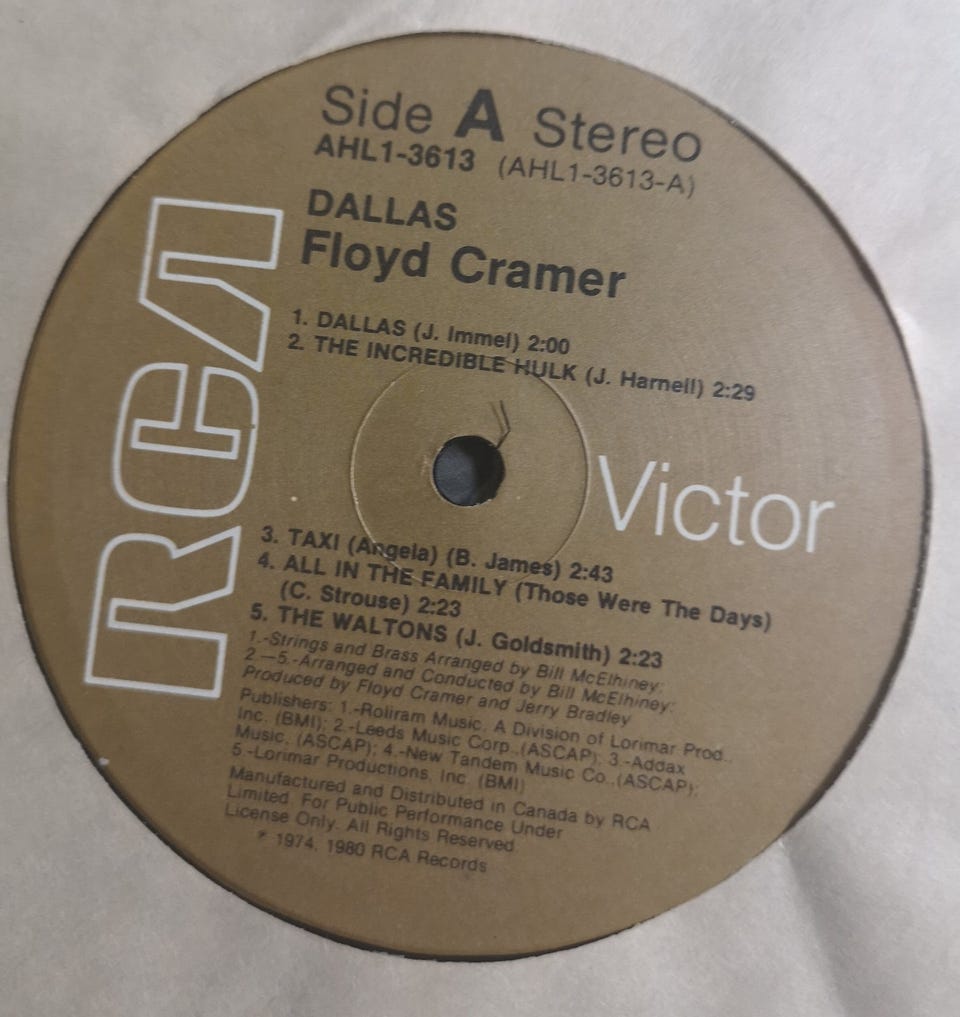 Side A Stereo
AHL1-3613 (AHL1-3613-A)
DALLAS
Floyd Cramer
1. DALLAS (J. Immel) 2:00
2. THE INCREDIBLE HULK (J. Harnell) 2:29
RCA
Victor
3. TAXI (Angela) (B. James) 2:43
4. ALL IN THE FAMILY (Those Were The Days)
(C. Strouse) 2:23
5. THE WALTONS (J. Goldsmith) 2:23
1.-Strings and Brass Arranged by Bill McElhiney;
2.—5.-Arranged and Conducted by Bill McElhiney;
Produced by Floyd Cramer and Jerry Bradley
Publishers: 1.-Roliram Music, A Division of Lorimar Prod.,
Inc. (BMI); 2.-Leeds Music Corp.,(ASCAP); 3.-Addax
Music, (ASCAP); 4.-New Tandem Music Co.,(ASCAP);
5.-Lorimar Productions, Inc. (BMI)
Manufactured and Distributed in Canada by RCA
Limited. For Public Performance Under
License Only. All Rights Reserved.
℗ 1974, 1980 RCA Records